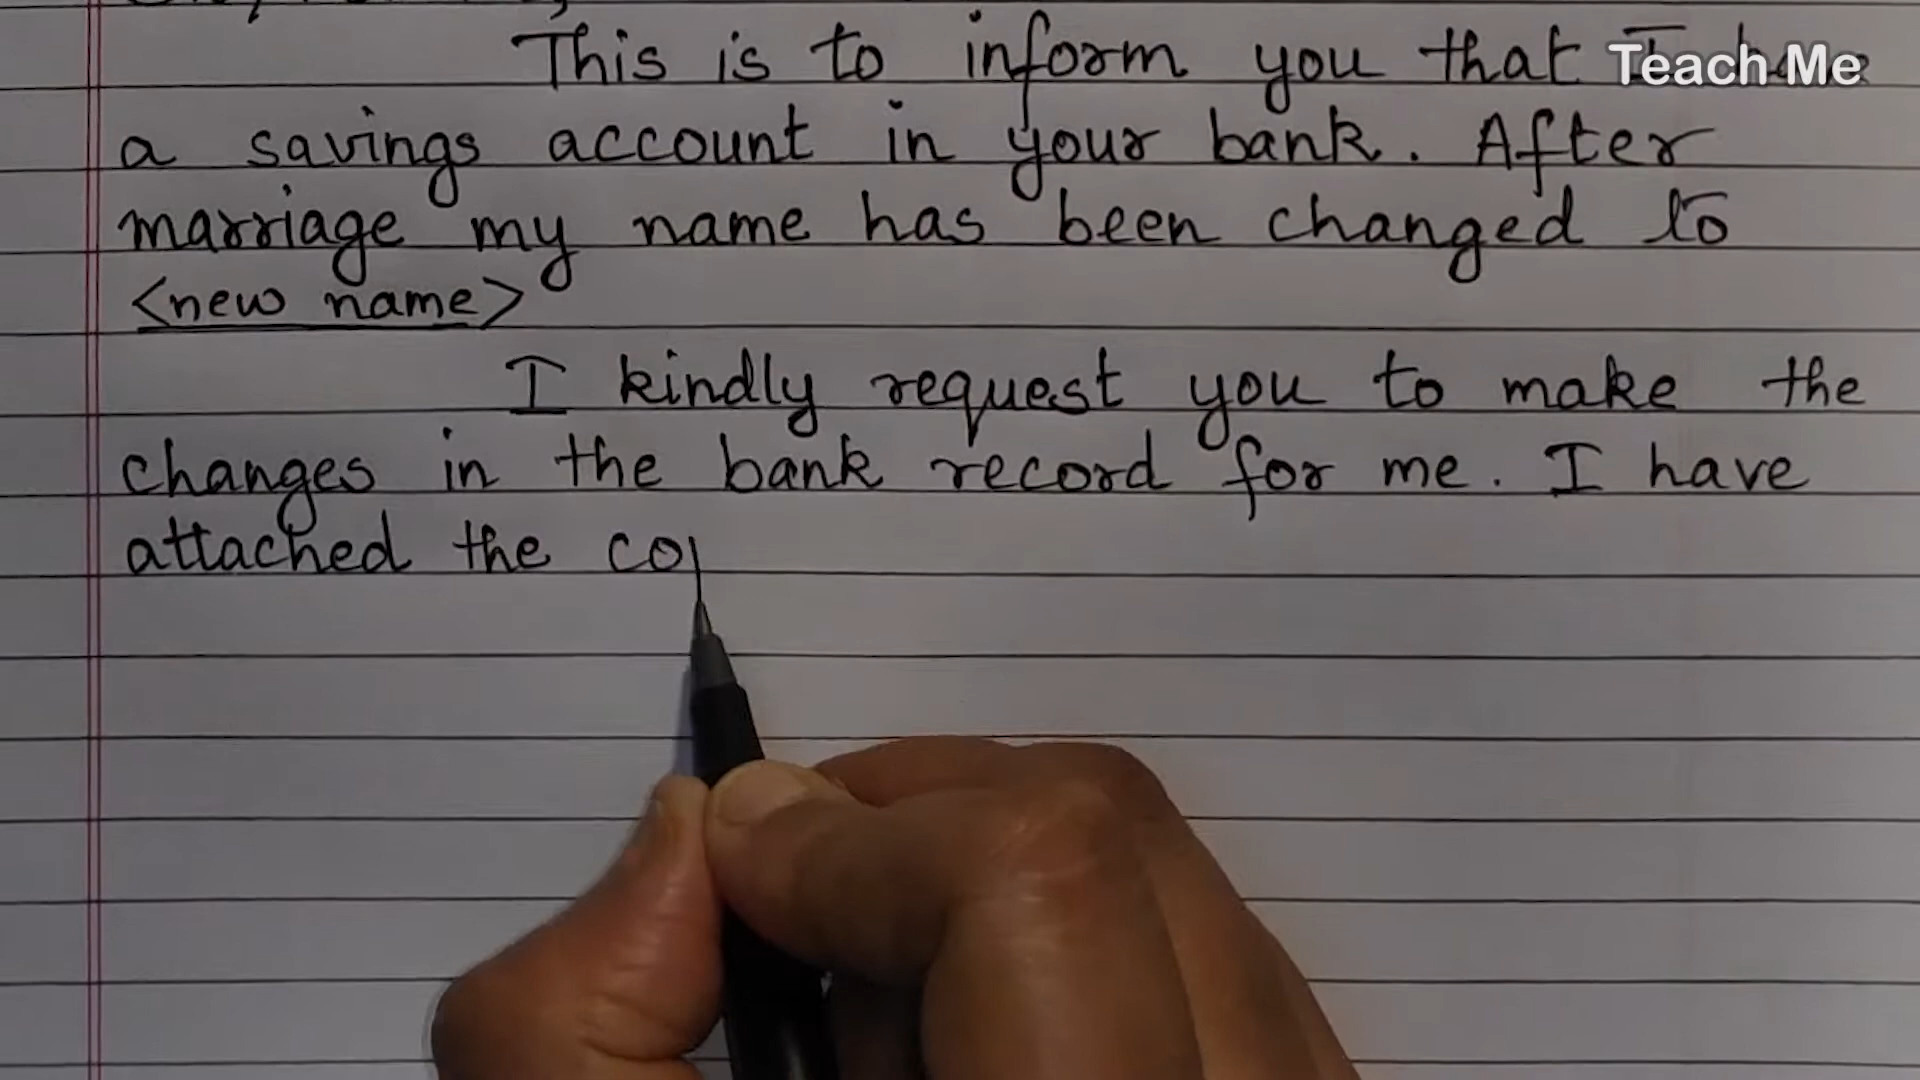 This is to inform you that Teach Me
a savings account in your bank. After
marriage my name has been changed to
<new name>
I kindly request you to make the
changes in the bank record for me. I have
attached the co